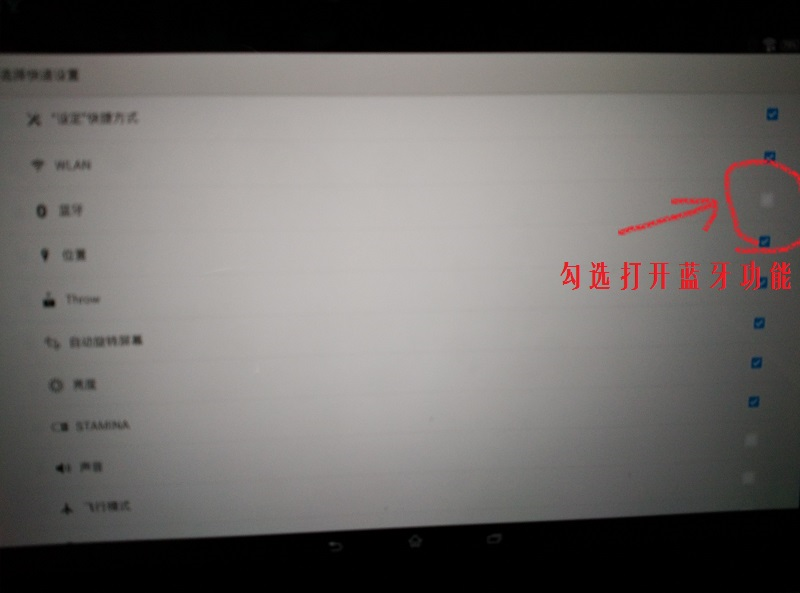 选择快速设置
"设定"快捷方式
WLAN
蓝牙
位置
勾选打开蓝牙功能
Throw
自动旋转屏幕
亮度
STAMINA
声音
飞行模式